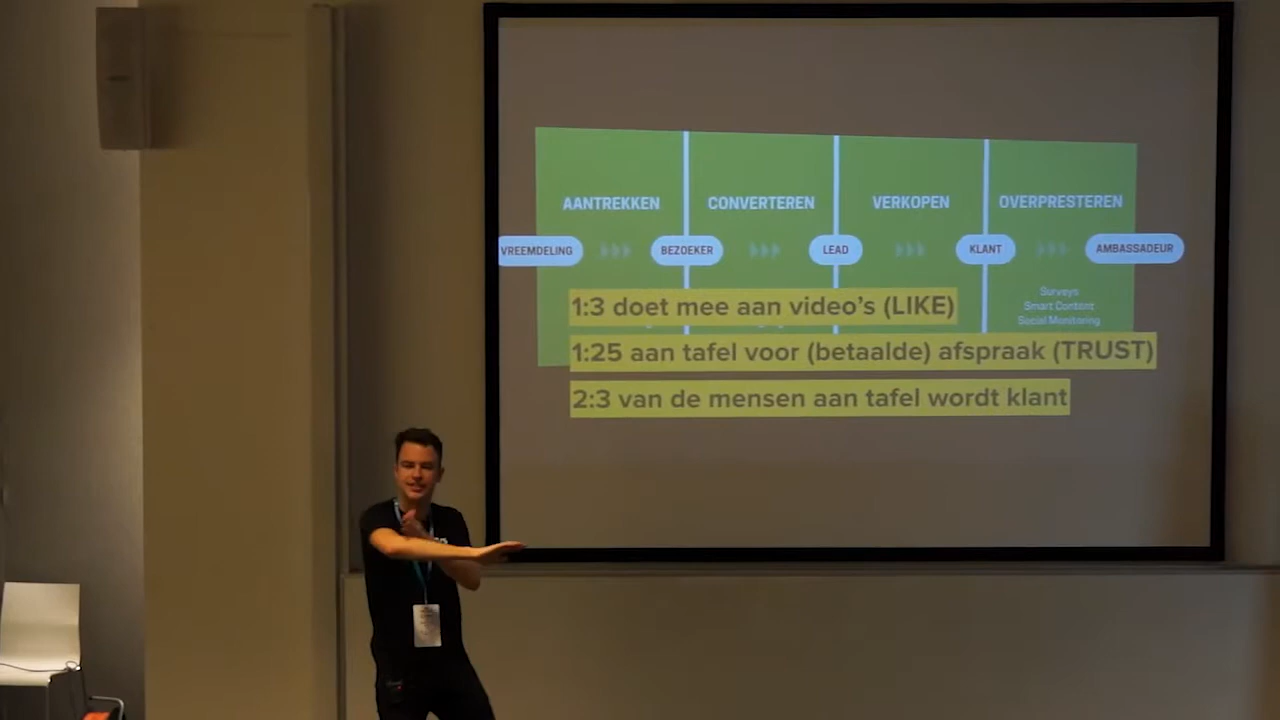 AANTREKKEN CONVERTEREN VERKOPEN OVERPRESTEREN
VREEMDELING BEZOEKER LEAD KLANT AMBASSADEUR
Surveys
Smart Content
Social Monitoring
1:3 doet mee aan video's (LIKE)
1:25 aan tafel voor (betaalde) afspraak (TRUST)
2:3 van de mensen aan tafel wordt klant